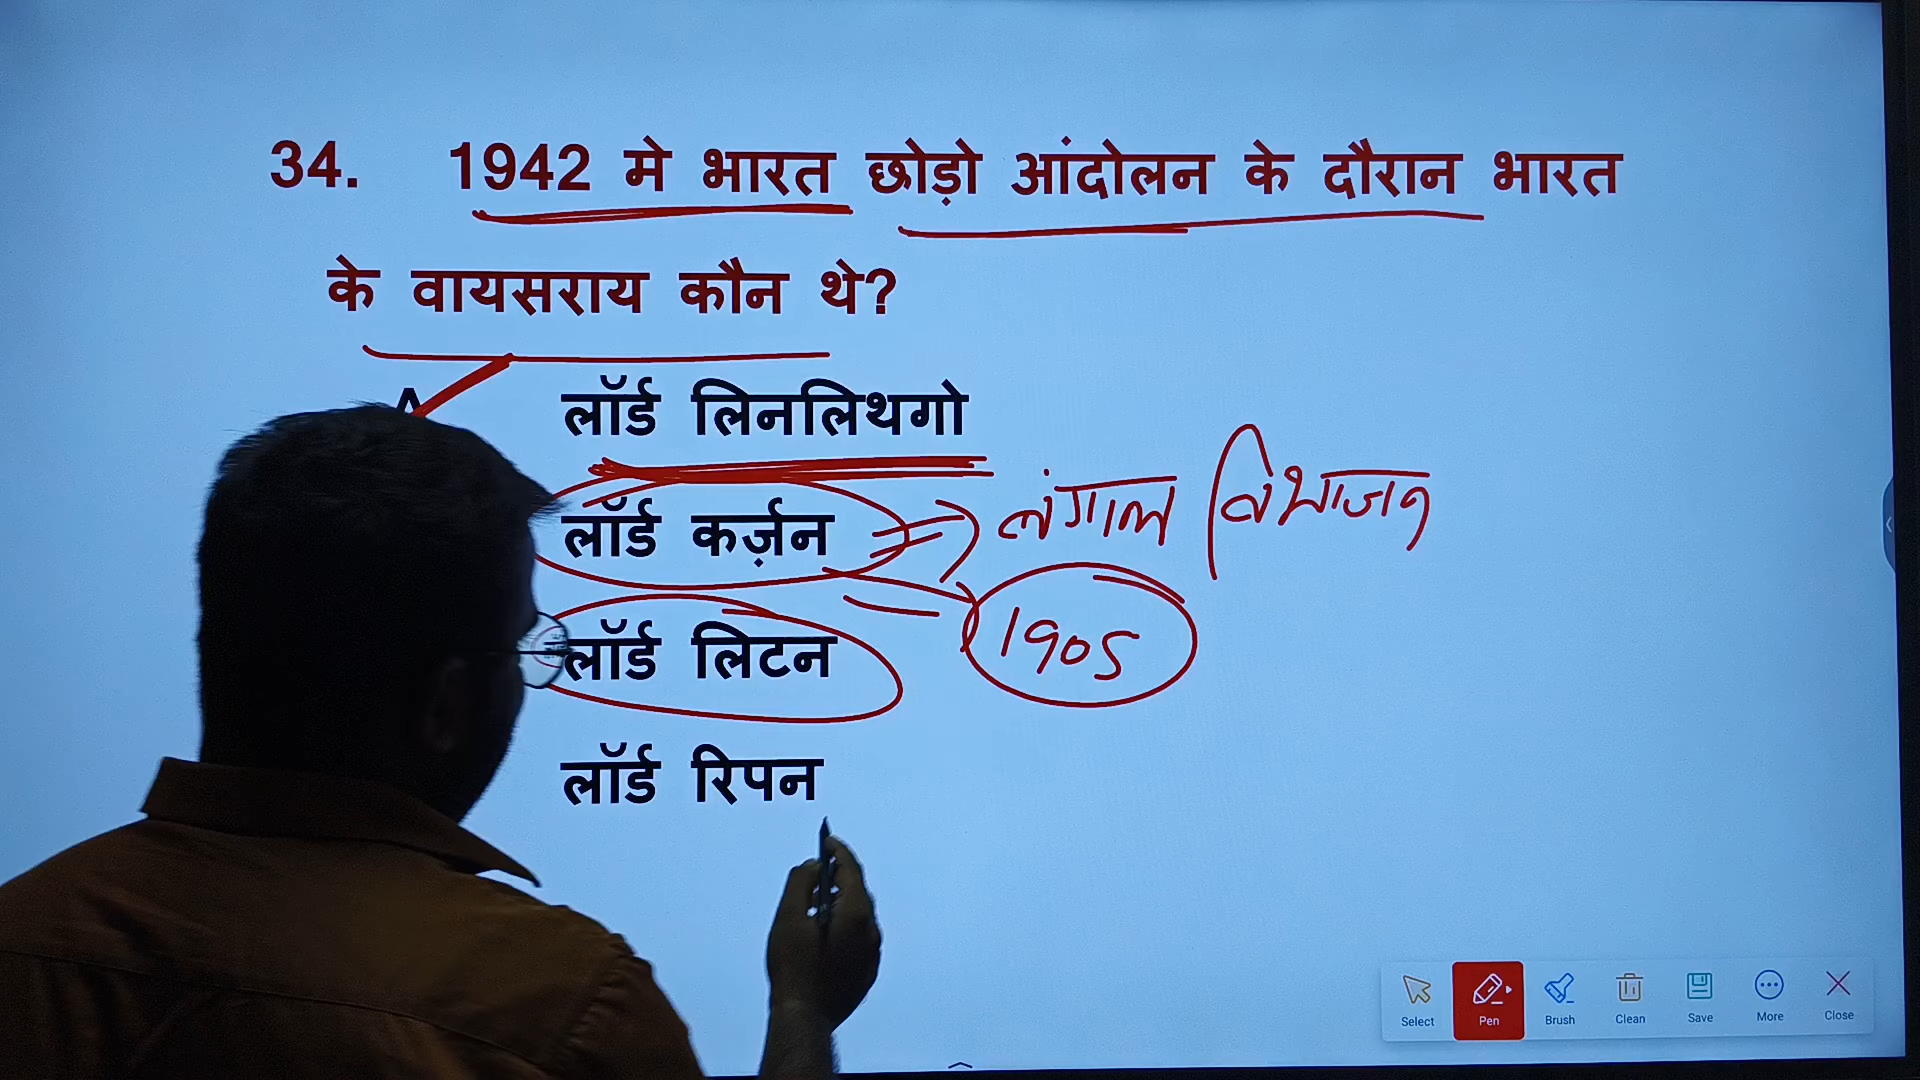 34. 1942 मे भारत छोड़ो आंदोलन के दौरान भारत
के वायसराय कौन थे?
A
लॉर्ड लिनलिथगो
लॉर्ड कर्ज़न
बंगाल विभाजन
1905
लॉर्ड लिटन
लॉर्ड रिपन
Select
Pen
Brush
Clean
Save
More
Close